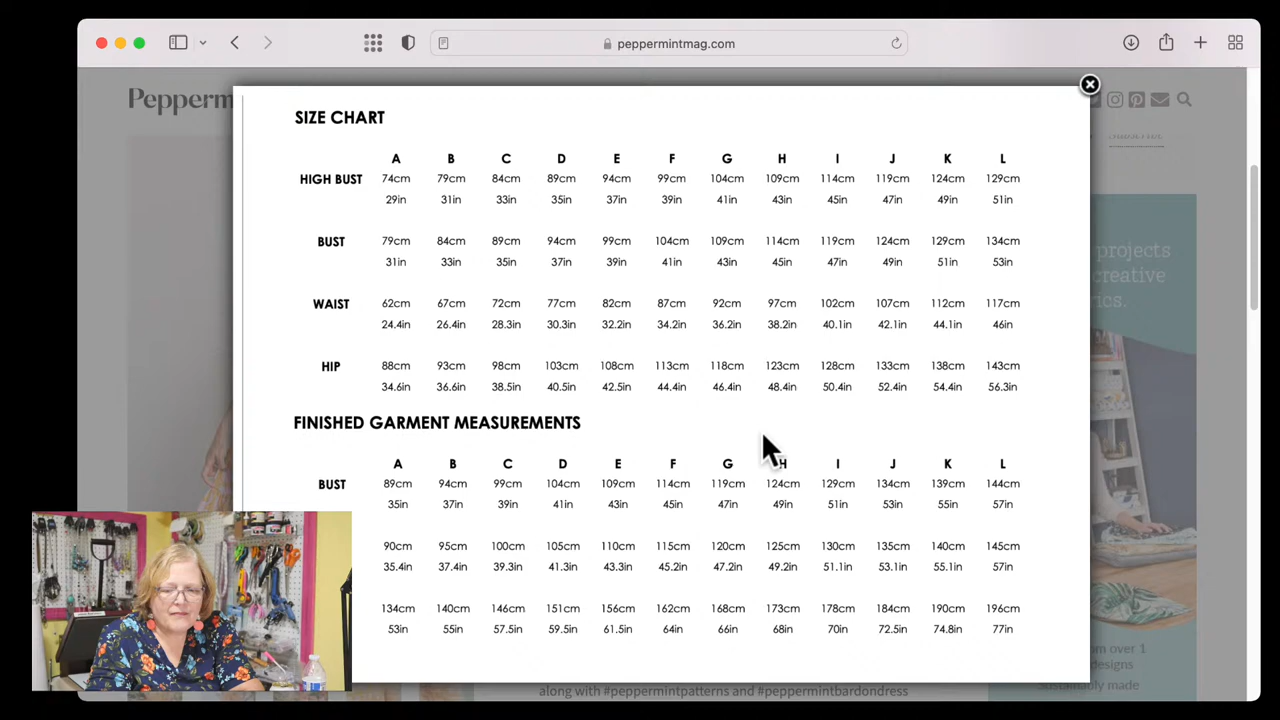 peppermintmag.com
Pepperm
SIZE CHART
A B C D E F G H I J K L
HIGH BUST 74cm 79cm 84cm 89cm 94cm 99cm 104cm 109cm 114cm 119cm 124cm 129cm
29in 31in 33in 35in 37in 39in 41in 43in 45in 47in 49in 51in
BUST 79cm 84cm 89cm 94cm 99cm 104cm 109cm 114cm 119cm 124cm 129cm 134cm
31in 33in 35in 37in 39in 41in 43in 45in 47in 49in 51in 53in
WAIST 62cm 67cm 72cm 77cm 82cm 87cm 92cm 97cm 102cm 107cm 112cm 117cm
24.4in 26.4in 28.3in 30.3in 32.2in 34.2in 36.2in 38.2in 40.1in 42.1in 44.1in 46in
HIP 88cm 93cm 98cm 103cm 108cm 113cm 118cm 123cm 128cm 133cm 138cm 143cm
34.6in 36.6in 38.5in 40.5in 42.5in 44.4in 46.4in 48.4in 50.4in 52.4in 54.4in 56.3in
FINISHED GARMENT MEASUREMENTS
A B C D E F G H I J K L
BUST 89cm 94cm 99cm 104cm 109cm 114cm 119cm 124cm 129cm 134cm 139cm 144cm
35in 37in 39in 41in 43in 45in 47in 49in 51in 53in 55in 57in
90cm 95cm 100cm 105cm 110cm 115cm 120cm 125cm 130cm 135cm 140cm 145cm
35.4in 37.4in 39.3in 41.3in 43.3in 45.2in 47.2in 49.2in 51.1in 53.1in 55.1in 57in
134cm 140cm 146cm 151cm 156cm 162cm 168cm 173cm 178cm 184cm 190cm 196cm
53in 55in 57.5in 59.5in 61.5in 64in 66in 68in 70in 72.5in 74.8in 77in
projects
creative
cs.
m over 1
designs
Sustainably made
along with #peppermintpatterns and #peppermintbardondress